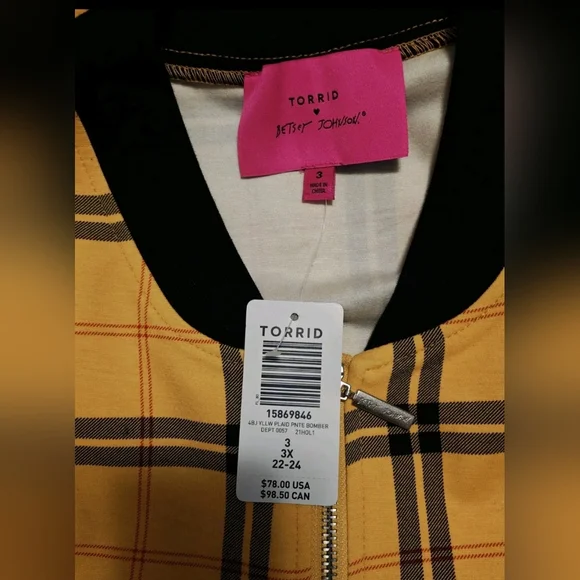 TORRID
BETSEY JOHNSON.®
3
MADE IN
CHINA
TORRID
15869846
4BJ YLLW PLAID PNTE BOMBER
DEPT 0057 21HOL1
3
3X
22-24
$78.00 USA
$98.50 CAN